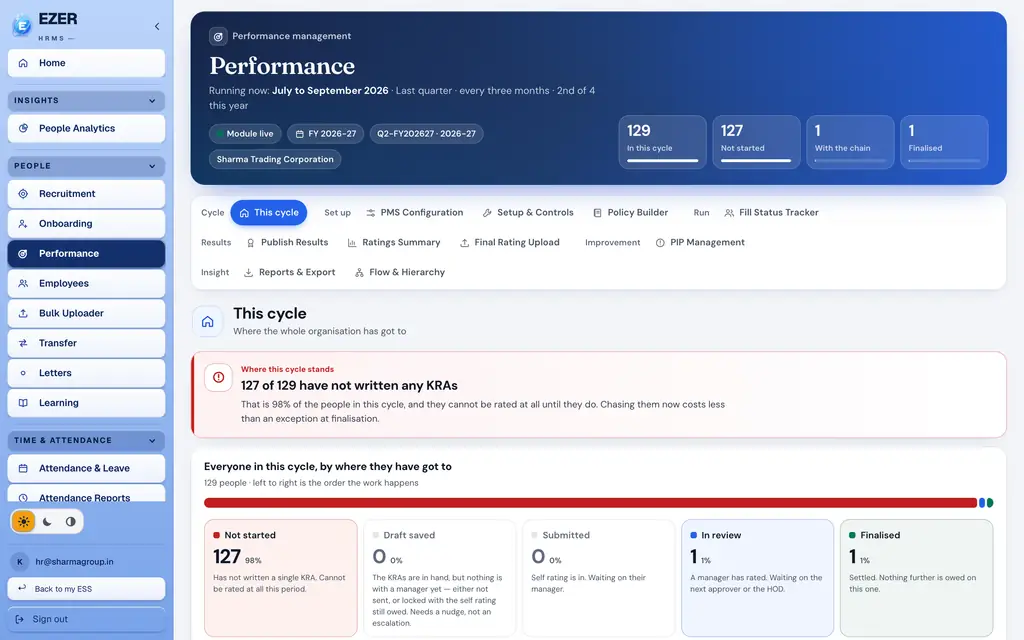 EZER
HRMS —
Home
INSIGHTS
People Analytics
PEOPLE
Recruitment
Onboarding
Performance
Employees
Bulk Uploader
Transfer
Letters
Learning
TIME & ATTENDANCE
Attendance & Leave
Attendance Reports
K hr@sharmagroup.in
Back to my ESS
Sign out
Performance management
Performance
Running now: July to September 2026 · Last quarter · every three months · 2nd of 4
this year
Module live FY 2026-27 Q2-FY202627 · 2026-27
Sharma Trading Corporation
129
In this cycle
127
Not started
1
With the chain
1
Finalised
Cycle This cycle Set up PMS Configuration Setup & Controls Policy Builder Run Fill Status Tracker
Results Publish Results Ratings Summary Final Rating Upload Improvement PIP Management
Insight Reports & Export Flow & Hierarchy
This cycle
Where the whole organisation has got to
Where this cycle stands
127 of 129 have not written any KRAs
That is 98% of the people in this cycle, and they cannot be rated at all until they do. Chasing them now costs less
than an exception at finalisation.
Everyone in this cycle, by where they have got to
129 people · left to right is the order the work happens
Not started
127 98%
Has not written a single KRA. Cannot
be rated at all this period.
Draft saved
0 0%
The KRAs are in hand, but nothing is
with a manager yet — either not
sent, or locked with the self rating
still owed. Needs a nudge, not an
escalation.
Submitted
0 0%
Self rating is in. Waiting on their
manager.
In review
1 1%
A manager has rated. Waiting on the
next approver or the HOD.
Finalised
1 1%
Settled. Nothing further is owed on
this one.